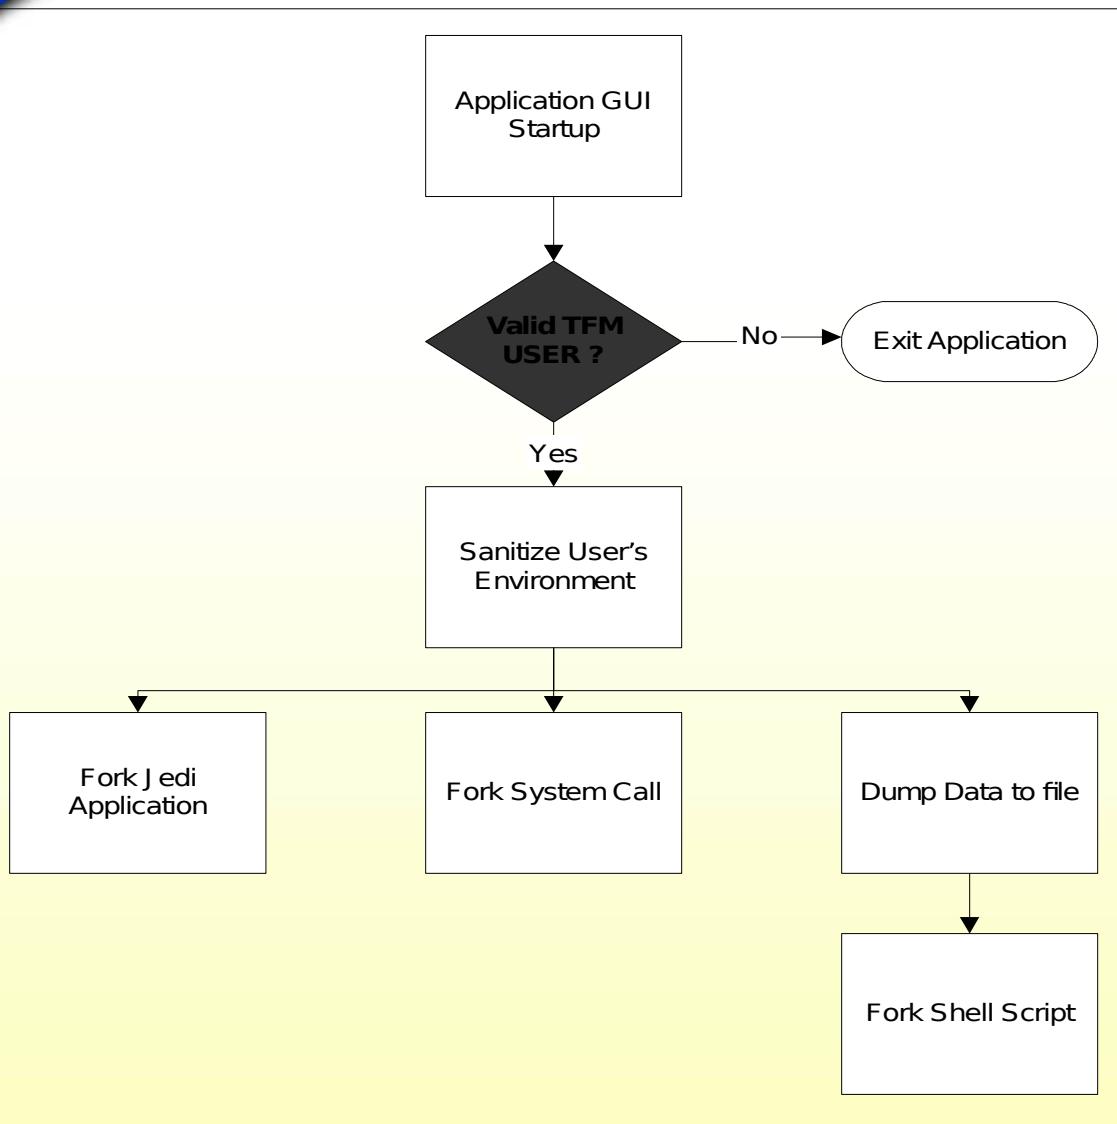 Application GUI
Startup
Valid TFM
USER ?
No
Exit Application
Yes
Sanitize User’s
Environment
Fork Jedi
Application
Fork System Call
Dump Data to file
Fork Shell Script